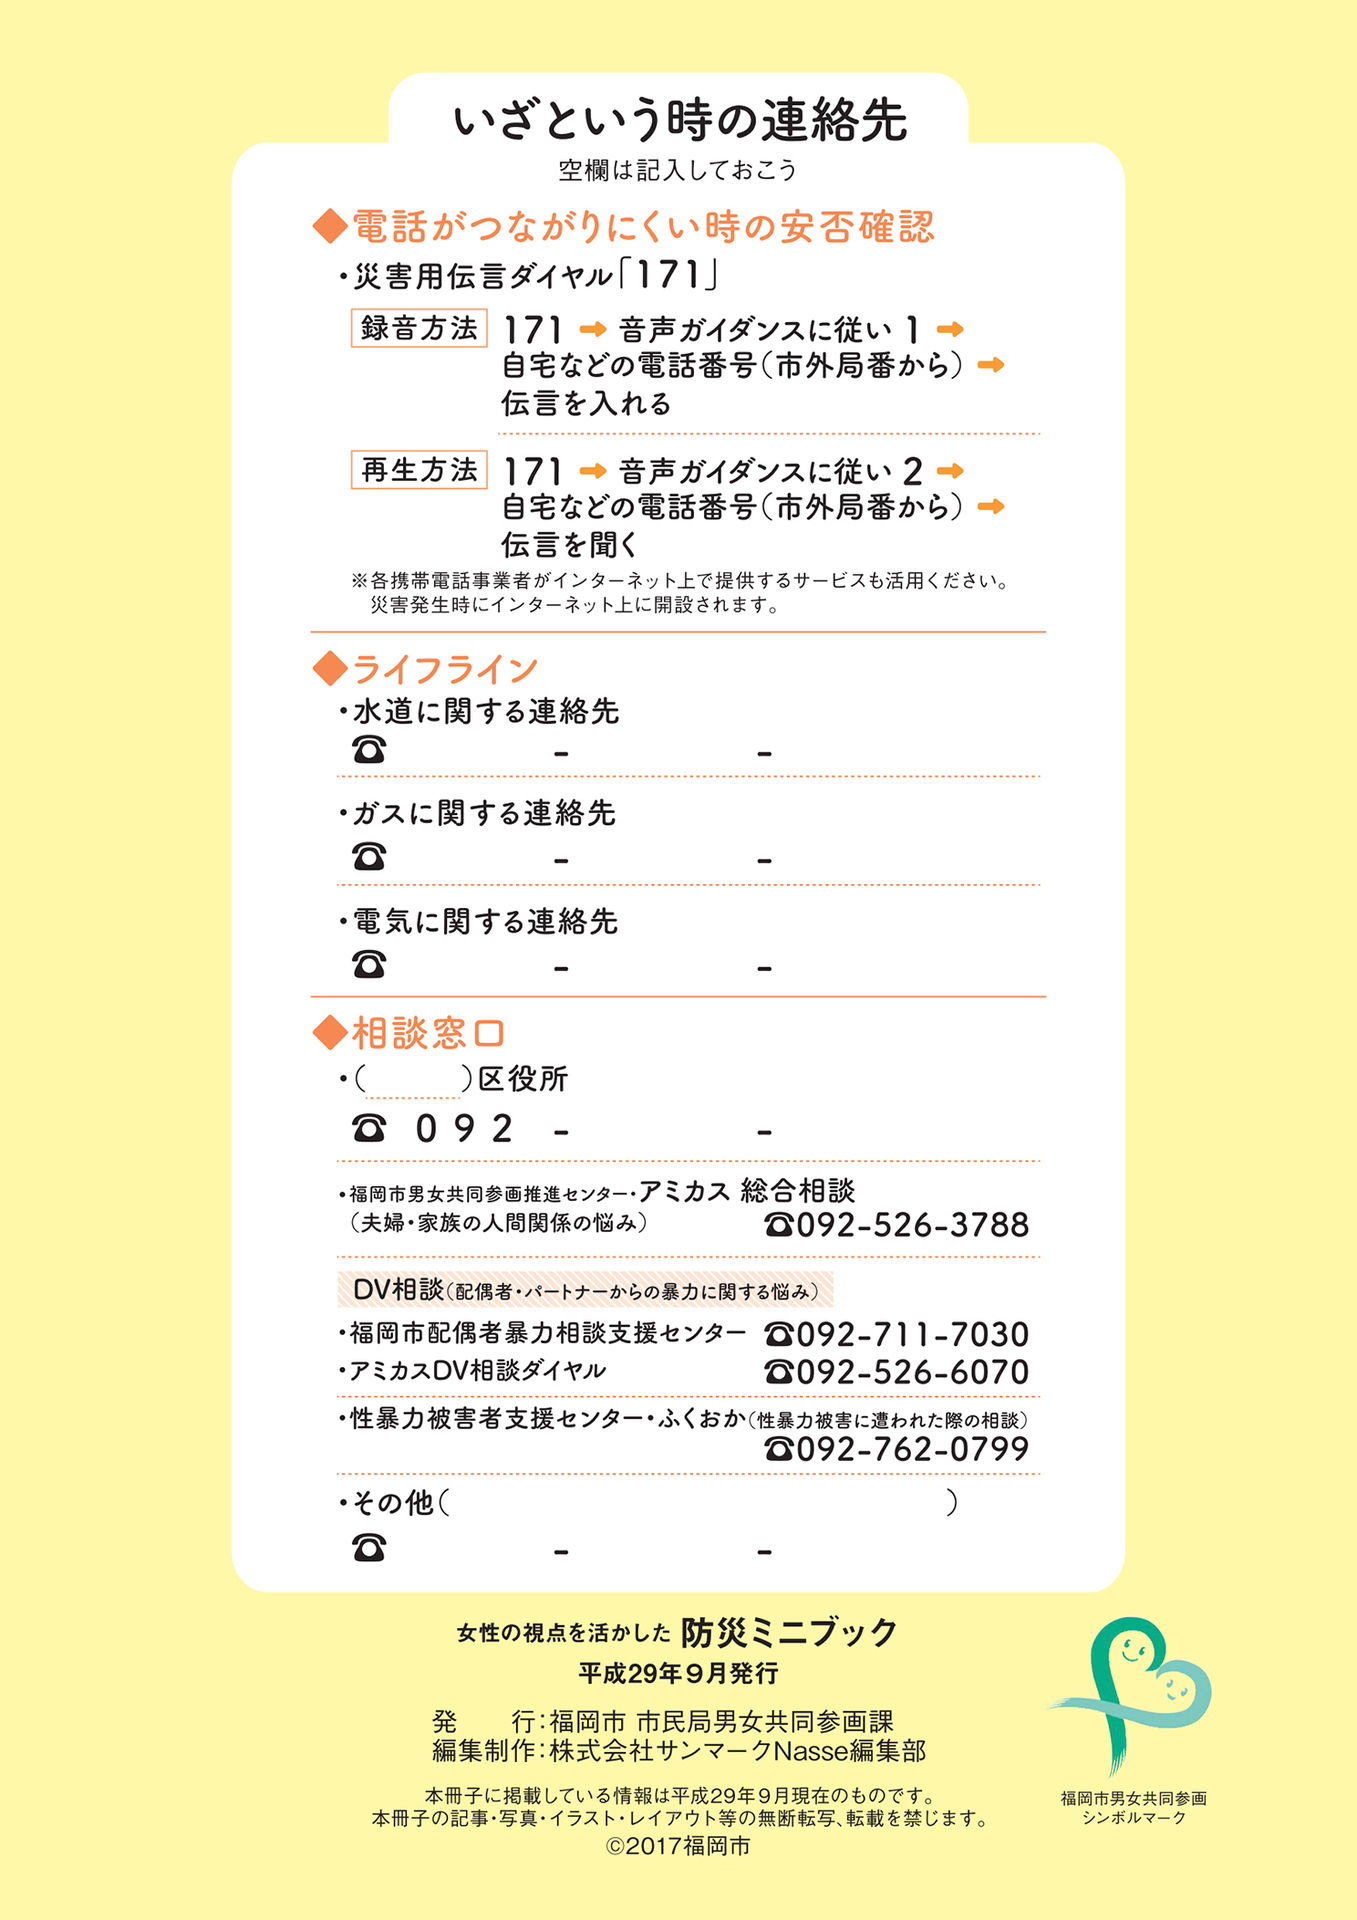 いざという時の連絡先
空欄は記入しておこう
◆電話がつながりにくい時の安否確認
・災害用伝言ダイヤル「171」
録音方法 171 ➡ 音声ガイダンスに従い 1 ➡
自宅などの電話番号（市外局番から） ➡
伝言を入れる
再生方法 171 ➡ 音声ガイダンスに従い 2 ➡
自宅などの電話番号（市外局番から） ➡
伝言を聞く
※各携帯電話事業者がインターネット上で提供するサービスも活用ください。
災害発生時にインターネット上に開設されます。
◆ライフライン
・水道に関する連絡先
☎ - -
・ガスに関する連絡先
☎ - -
・電気に関する連絡先
☎ - -
◆相談窓口
・（ ）区役所
☎ 092 - -
・福岡市男女共同参画推進センター・アミカス 総合相談
（夫婦・家族の人間関係の悩み） ☎092-526-3788
DV相談（配偶者・パートナーからの暴力に関する悩み）
・福岡市配偶者暴力相談支援センター ☎092-711-7030
・アミカスDV相談ダイヤル ☎092-526-6070
・性暴力被害者支援センター・ふくおか（性暴力被害に遭われた際の相談）
☎092-762-0799
・その他（ ）
☎ - -
女性の視点を活かした 防災ミニブック
平成29年9月発行
発　　行：福岡市 市民局男女共同参画課
編集制作：株式会社サンマークNasse編集部
本冊子に掲載している情報は平成29年9月現在のものです。
本冊子の記事・写真・イラスト・レイアウト等の無断転写、転載を禁じます。
©2017福岡市
福岡市男女共同参画
シンボルマーク